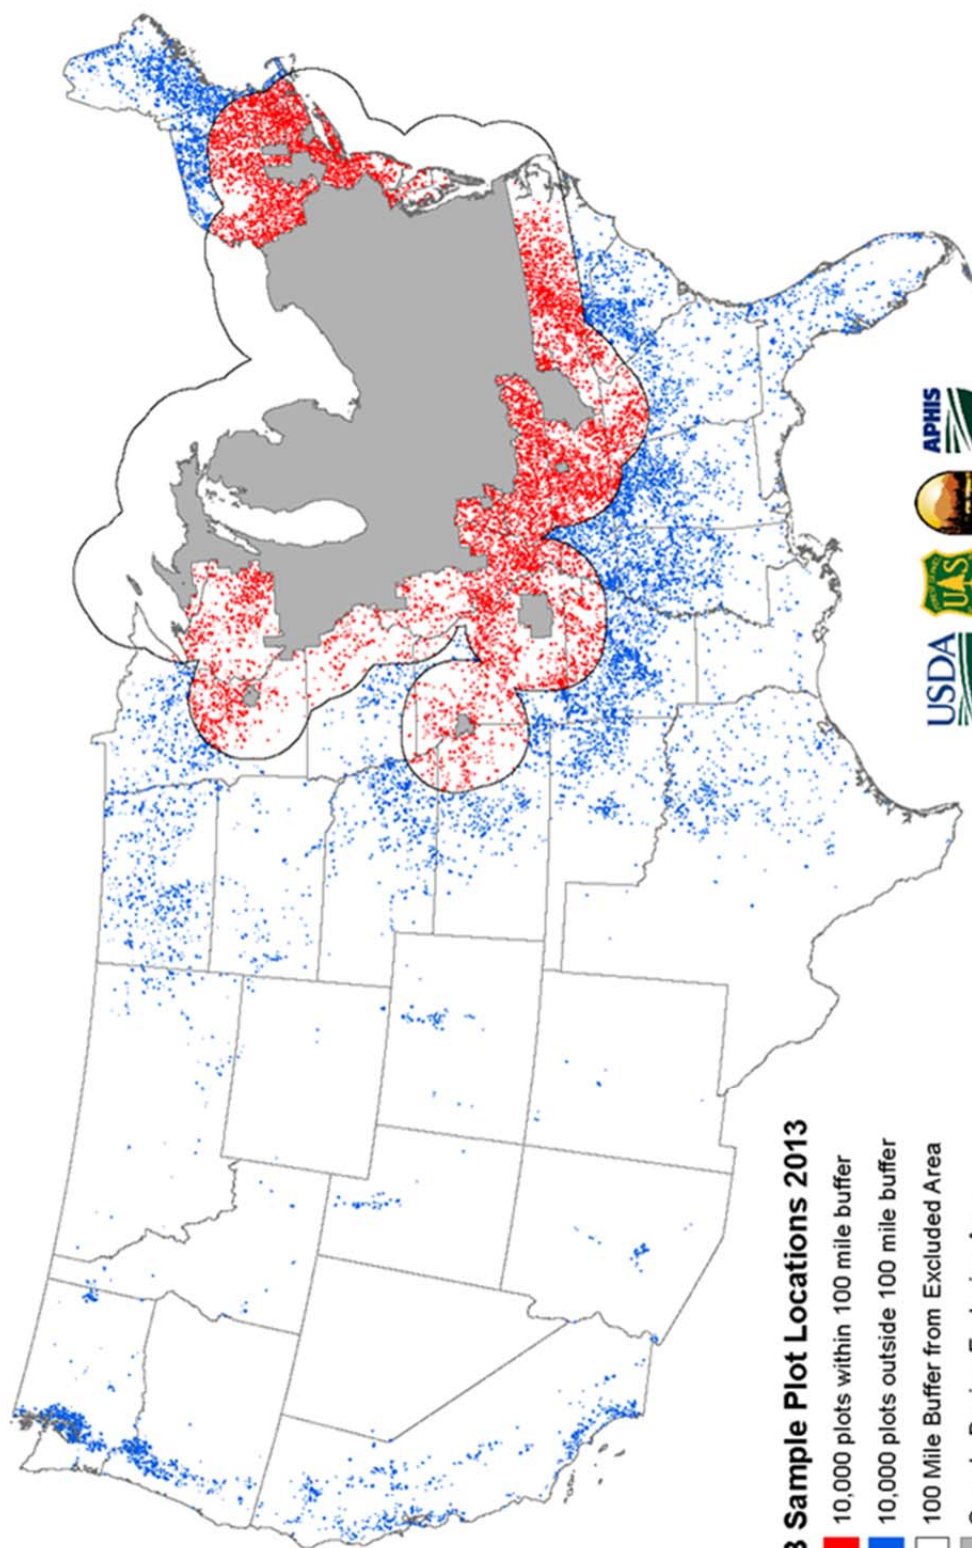 Sample Plot Locations 2013
10,000 plots within 100 mile buffer
10,000 plots outside 100 mile buffer
100 Mile Buffer from Excluded Area
USDA
UAS
APHIS